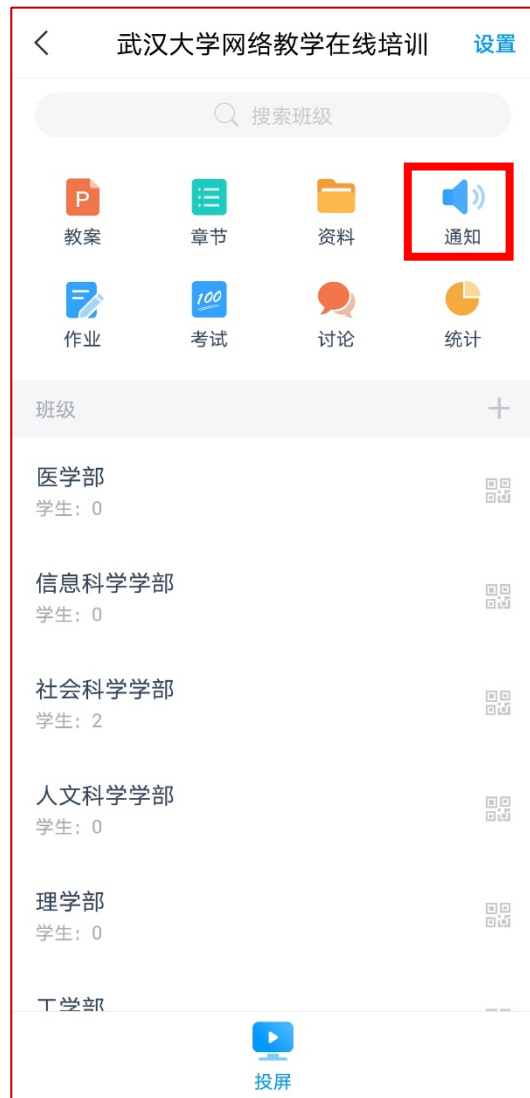 武汉大学网络教学在线培训 设置
搜索班级
P
教案 章节 资料 通知
100
作业 考试 讨论 统计
班级
医学部
学生: 0
信息科学学部
学生: 0
社会科学学部
学生: 2
人文科学学部
学生: 0
理学部
学生: 0
工学部
投屏